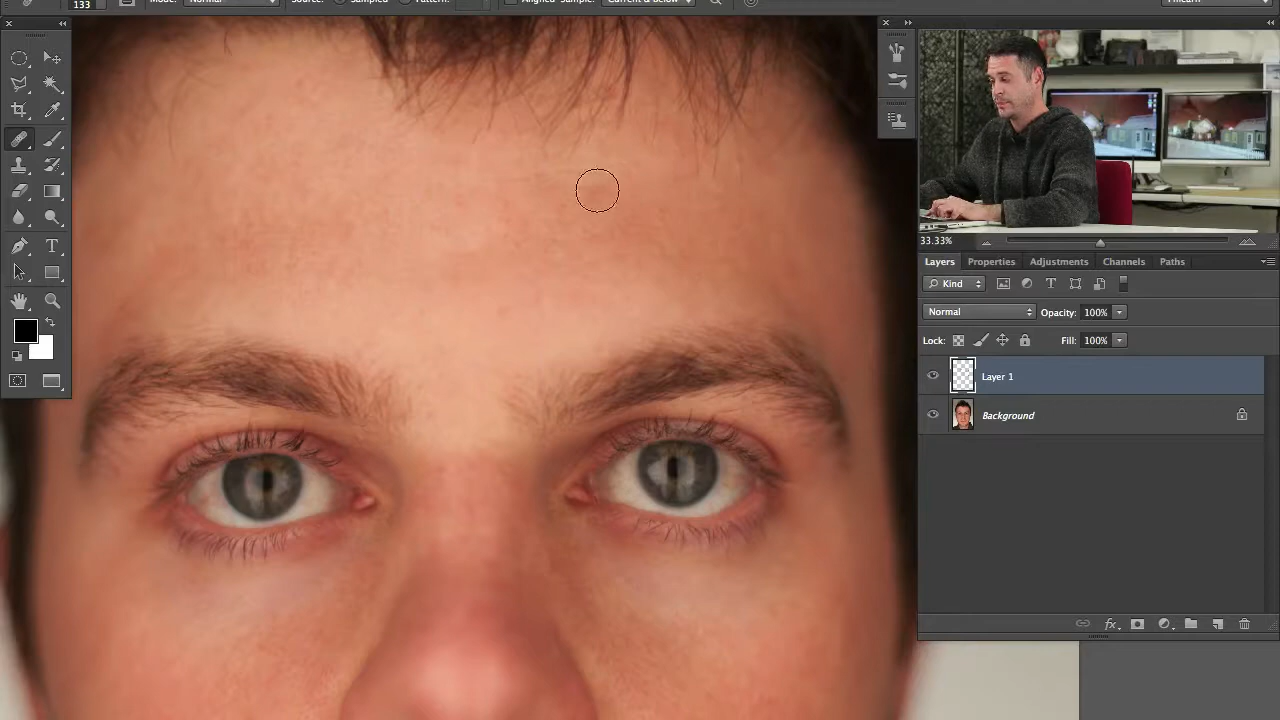 133 Mode: Normal Source: Sampled Pattern: Aligned Sample: Current & Below
33.33%
Layers Properties Adjustments Channels Paths
Kind T
Normal Opacity: 100%
Lock: Fill: 100%
Layer 1
Background
T
fx